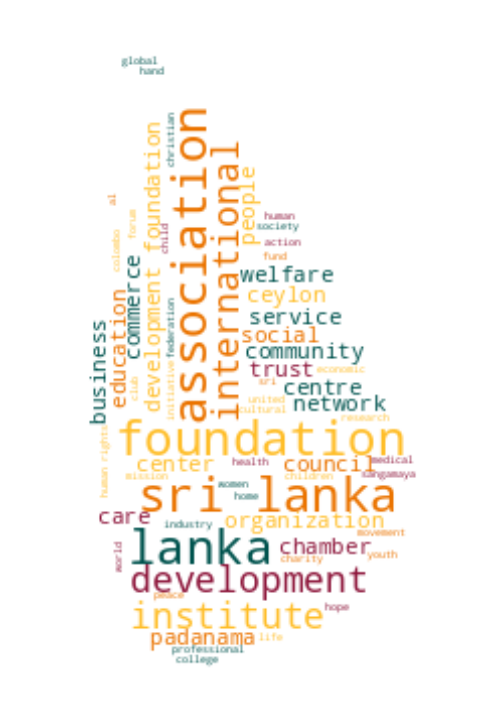 global
hand
association
christian
development foundation
international
people
al
forum
child
human
society
colombo
commerce
action
fund
welfare
education
ceylon
federation
service
business
social
community
initiative
trust
economic
club
sri
centre
united
network
cultural
research
foundation
human rights
center
health
council
medical
mission
children
sangamaya
women
sri lanka
home
care
industry
organization
movement
lanka
world
chamber
youth
charity
development
peace
hope
institute
padanama
life
professional
college